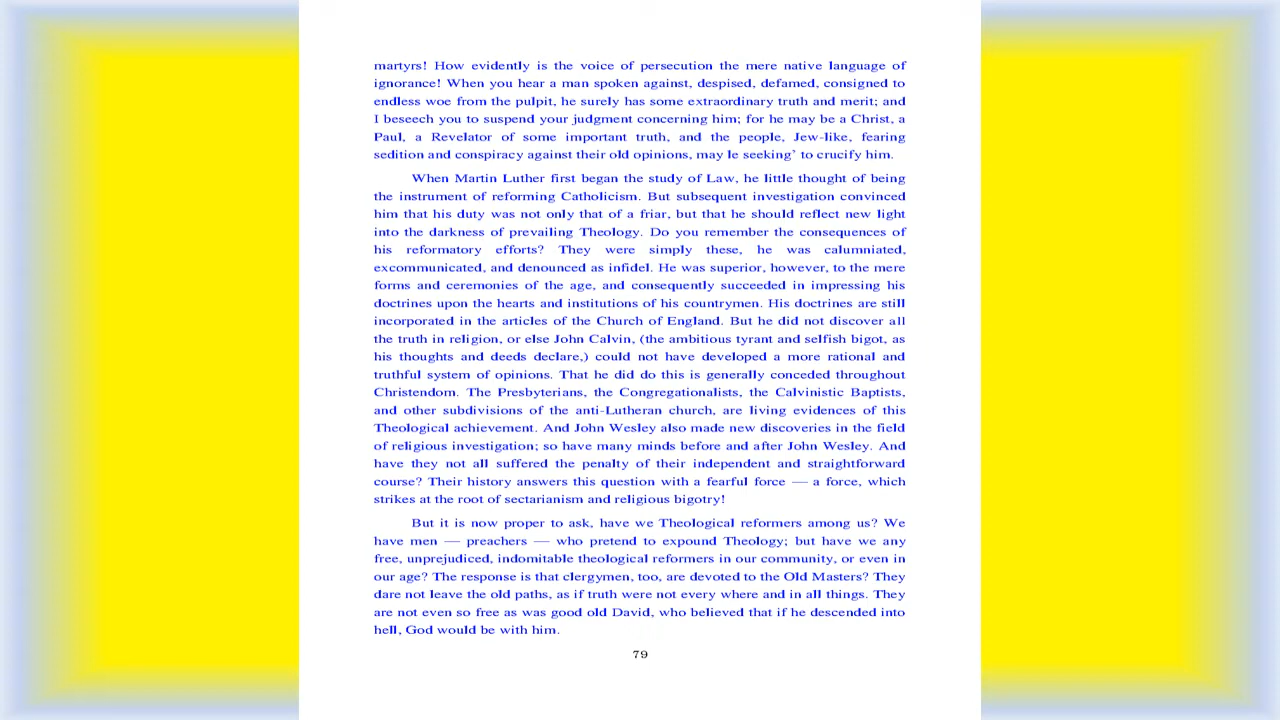 martyrs! How evidently is the voice of persecution the mere native language of
ignorance! When you hear a man spoken against, despised, defamed, consigned to
endless woe from the pulpit, he surely has some extraordinary truth and merit; and
I beseech you to suspend your judgment concerning him; for he may be a Christ, a
Paul, a Revelator of some important truth, and the people, Jew-like, fearing
sedition and conspiracy against their old opinions, may le seeking’ to crucify him.
When Martin Luther first began the study of Law, he little thought of being
the instrument of reforming Catholicism. But subsequent investigation convinced
him that his duty was not only that of a friar, but that he should reflect new light
into the darkness of prevailing Theology. Do you remember the consequences of
his reformatory efforts? They were simply these, he was calumniated,
excommunicated, and denounced as infidel. He was superior, however, to the mere
forms and ceremonies of the age, and consequently succeeded in impressing his
doctrines upon the hearts and institutions of his countrymen. His doctrines are still
incorporated in the articles of the Church of England. But he did not discover all
the truth in religion, or else John Calvin, (the ambitious tyrant and selfish bigot, as
his thoughts and deeds declare,) could not have developed a more rational and
truthful system of opinions. That he did do this is generally conceded throughout
Christendom. The Presbyterians, the Congregationalists, the Calvinistic Baptists,
and other subdivisions of the anti-Lutheran church, are living evidences of this
Theological achievement. And John Wesley also made new discoveries in the field
of religious investigation; so have many minds before and after John Wesley. And
have they not all suffered the penalty of their independent and straightforward
course? Their history answers this question with a fearful force — a force, which
strikes at the root of sectarianism and religious bigotry!
But it is now proper to ask, have we Theological reformers among us? We
have men — preachers — who pretend to expound Theology; but have we any
free, unprejudiced, indomitable theological reformers in our community, or even in
our age? The response is that clergymen, too, are devoted to the Old Masters? They
dare not leave the old paths, as if truth were not every where and in all things. They
are not even so free as was good old David, who believed that if he descended into
hell, God would be with him.
79